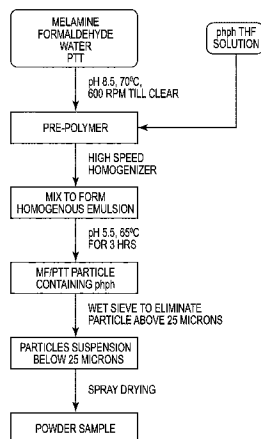 MELAMINE
FORMALDEHYDE
WATER
PTT
phph THF
SOLUTION
pH 8.5, 70°C,
600 RPM TILL CLEAR
PRE-POLYMER
HIGH SPEED
HOMOGENIZER
MIX TO FORM
HOMOGENOUS EMULSION
pH 5.5, 65°C
FOR 3 HRS
MF/PTT PARTICLE
CONTAINING phph
WET SIEVE TO ELIMINATE
PARTICLE ABOVE 25 MICRONS
PARTICLES SUSPENSION
BELOW 25 MICRONS
SPRAY DRYING
POWDER SAMPLE